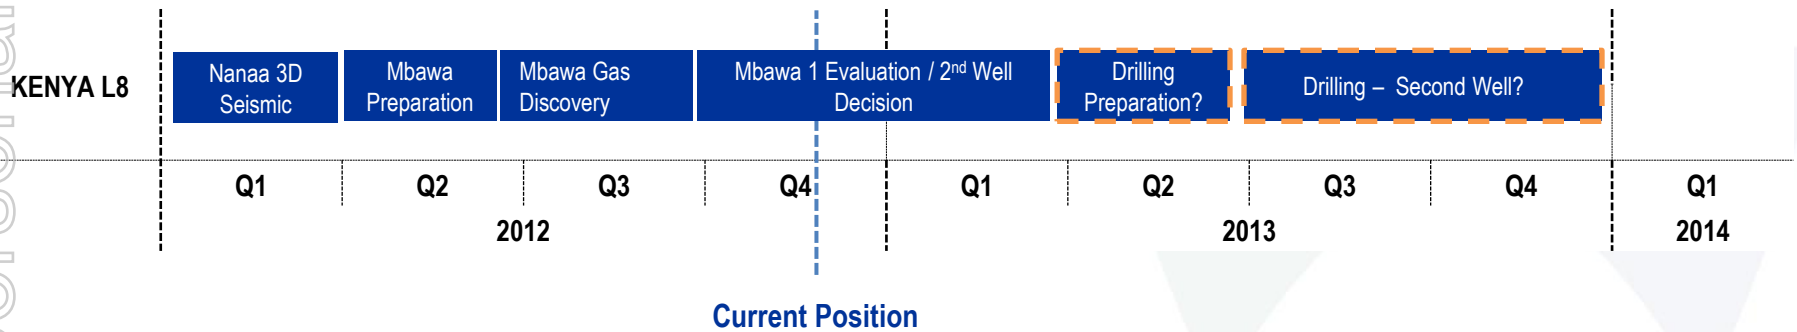 Nanaa 3D
Seismic
Mbawa
Preparation
Mbawa Gas
Discovery
Mbawa 1 Evaluation / 2nd Well
Decision
Drilling
Preparation?
Drilling – Second Well?
KENYA L8
Q1 Q2 Q3 Q4 Q1 Q2 Q3 Q4 Q1
2012 2013 2014
Current Position